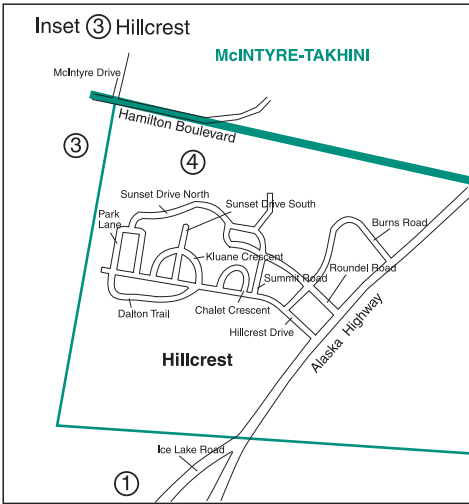 Inset ③ Hillcrest
McINTYRE-TAKHINI
McIntyre Drive
Hamilton Boulevard
③
④
Sunset Drive North
Sunset Drive South
Park
Lane
Burns Road
Kluane Crescent
Roundel Road
Summit Road
Dalton Trail
Chalet Crescent
Hillcrest Drive
Alaska Highway
Hillcrest
Ice Lake Road
①